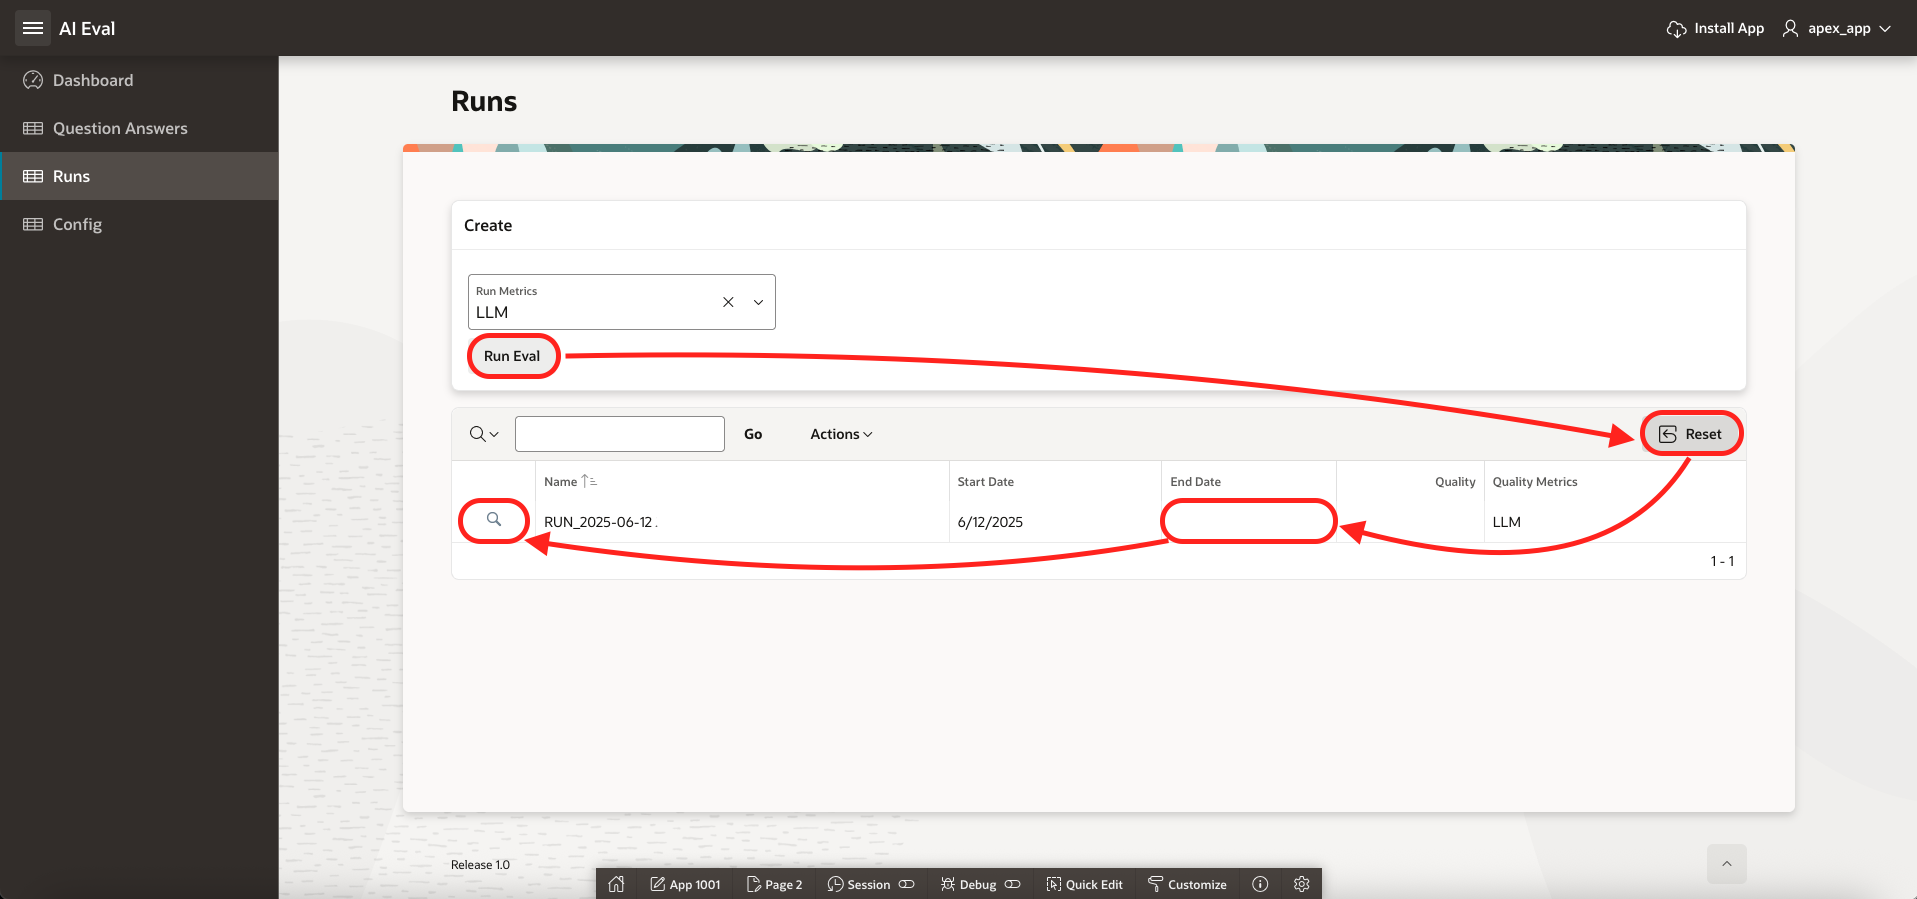 AI Eval
Install App
apex_app
Dashboard
Question Answers
Runs
Config
Runs
Create
Run Metrics
LLM
Run Eval
Go Actions Reset
Name Start Date End Date Quality Quality Metrics
RUN_2025-06-12 . 6/12/2025 LLM
1 - 1
Release 1.0
App 1001 Page 2 Session Debug Quick Edit Customize